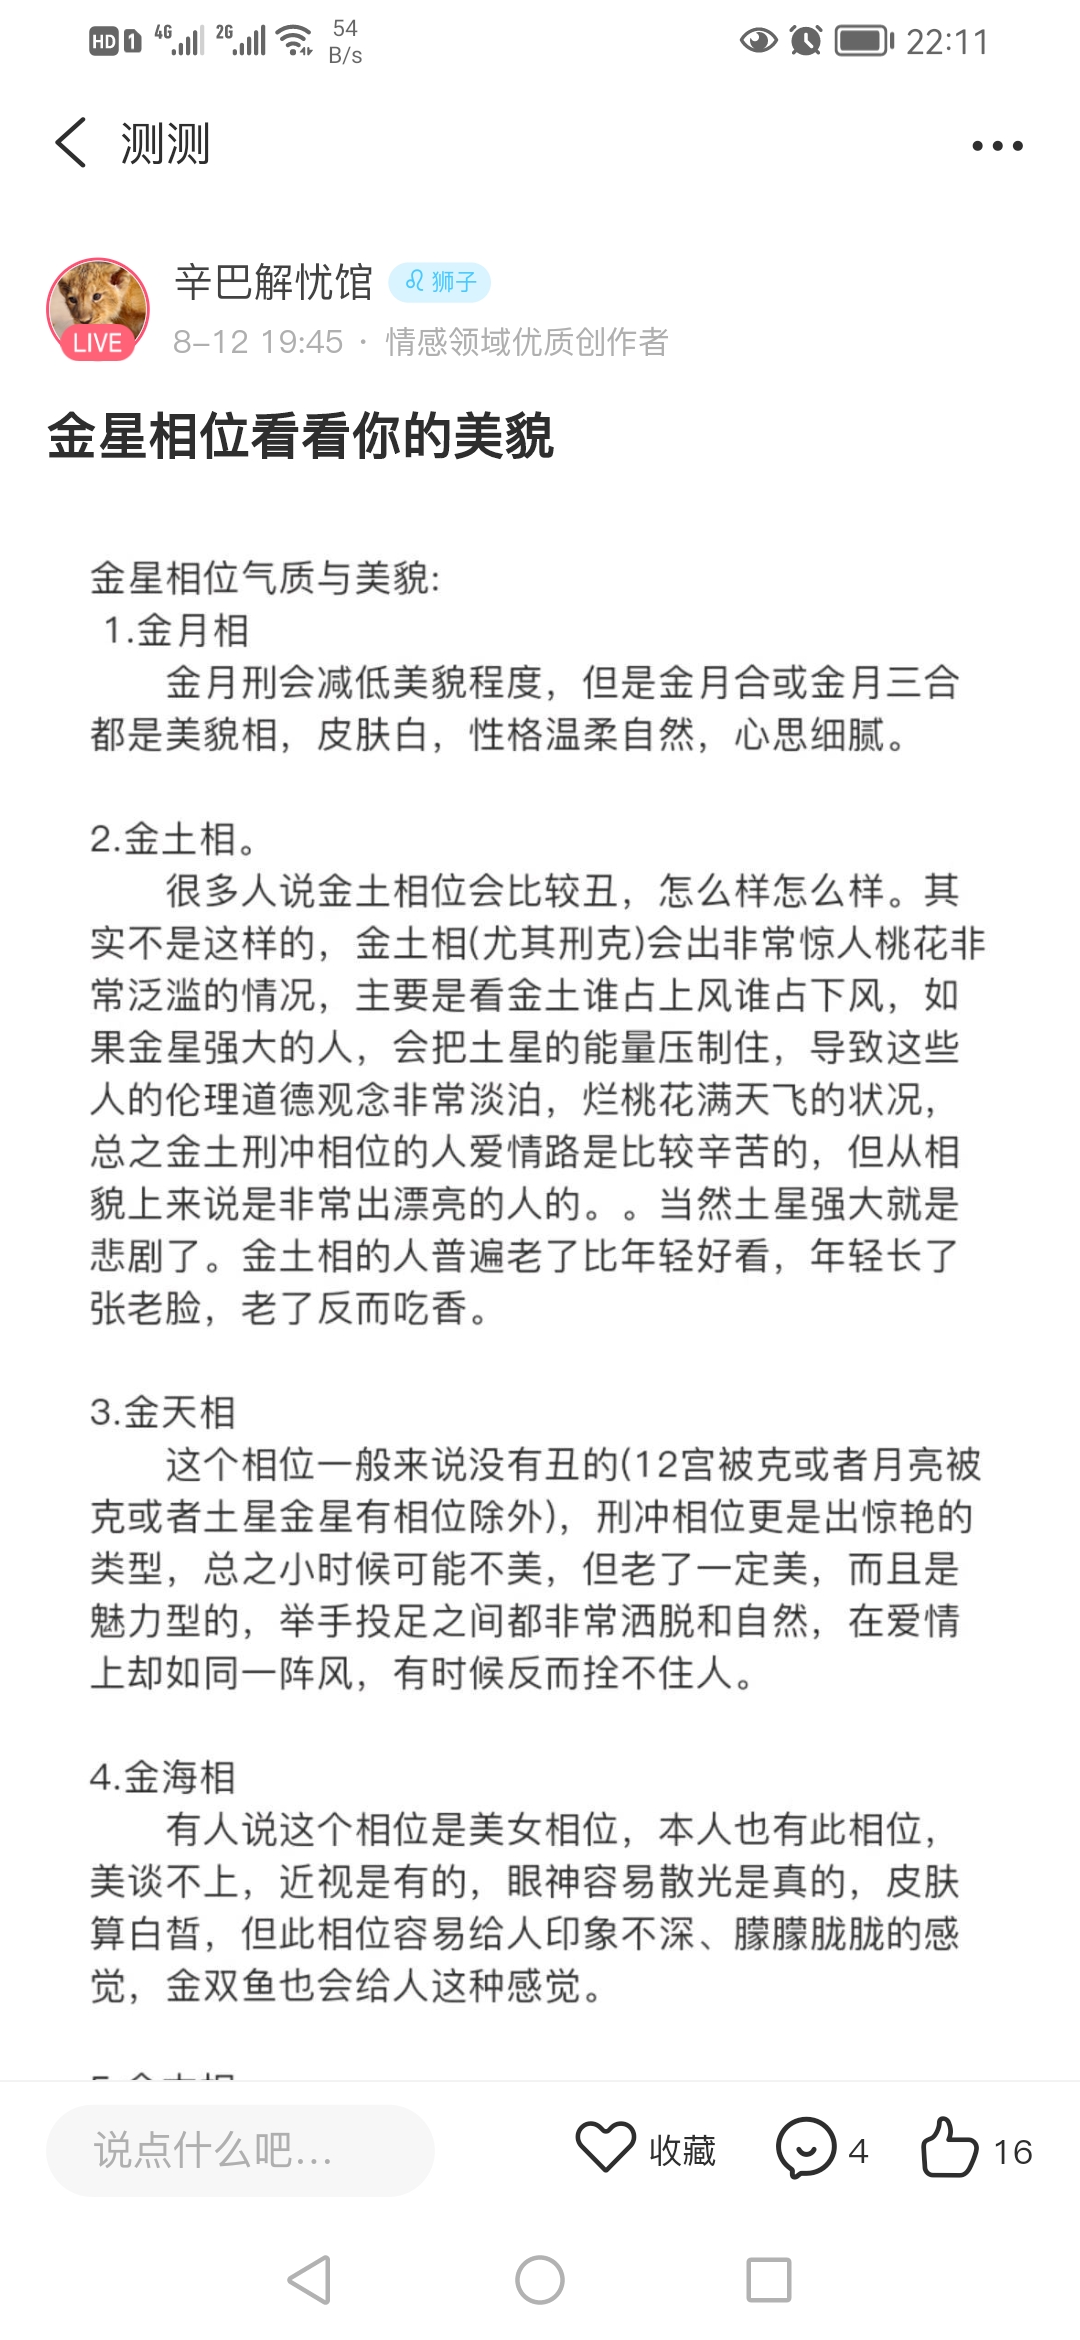 HD 1 4G 2G 54 B/s 22:11
测测
辛巴解忧馆 狮子
LIVE
8-12 19:45 · 情感领域优质创作者
金星相位看看你的美貌
金星相位气质与美貌:
1.金月相
金月刑会减低美貌程度，但是金月合或金月三合
都是美貌相，皮肤白，性格温柔自然，心思细腻。
2.金土相。
很多人说金土相位会比较丑，怎么样怎么样。其
实不是这样的，金土相(尤其刑克)会出非常惊人桃花非
常泛滥的情况，主要是看金土谁占上风谁占下风，如
果金星强大的人，会把土星的能量压制住，导致这些
人的伦理道德观念非常淡泊，烂桃花满天飞的状况，
总之金土刑冲相位的人爱情路是比较辛苦的，但从相
貌上来说是非常出漂亮的人的。。当然土星强大就是
悲剧了。金土相的人普遍老了比年轻好看，年轻长了
张老脸，老了反而吃香。
3.金天相
这个相位一般来说没有丑的(12宫被克或者月亮被
克或者土星金星有相位除外)，刑冲相位更是出惊艳的
类型，总之小时候可能不美，但老了一定美，而且是
魅力型的，举手投足之间都非常洒脱和自然，在爱情
上却如同一阵风，有时候反而拴不住人。
4.金海相
有人说这个相位是美女相位，本人也有此相位，
美谈不上，近视是有的，眼神容易散光是真的，皮肤
算白皙，但此相位容易给人印象不深、朦朦胧胧的感
觉，金双鱼也会给人这种感觉。
说点什么吧... 收藏 4 16